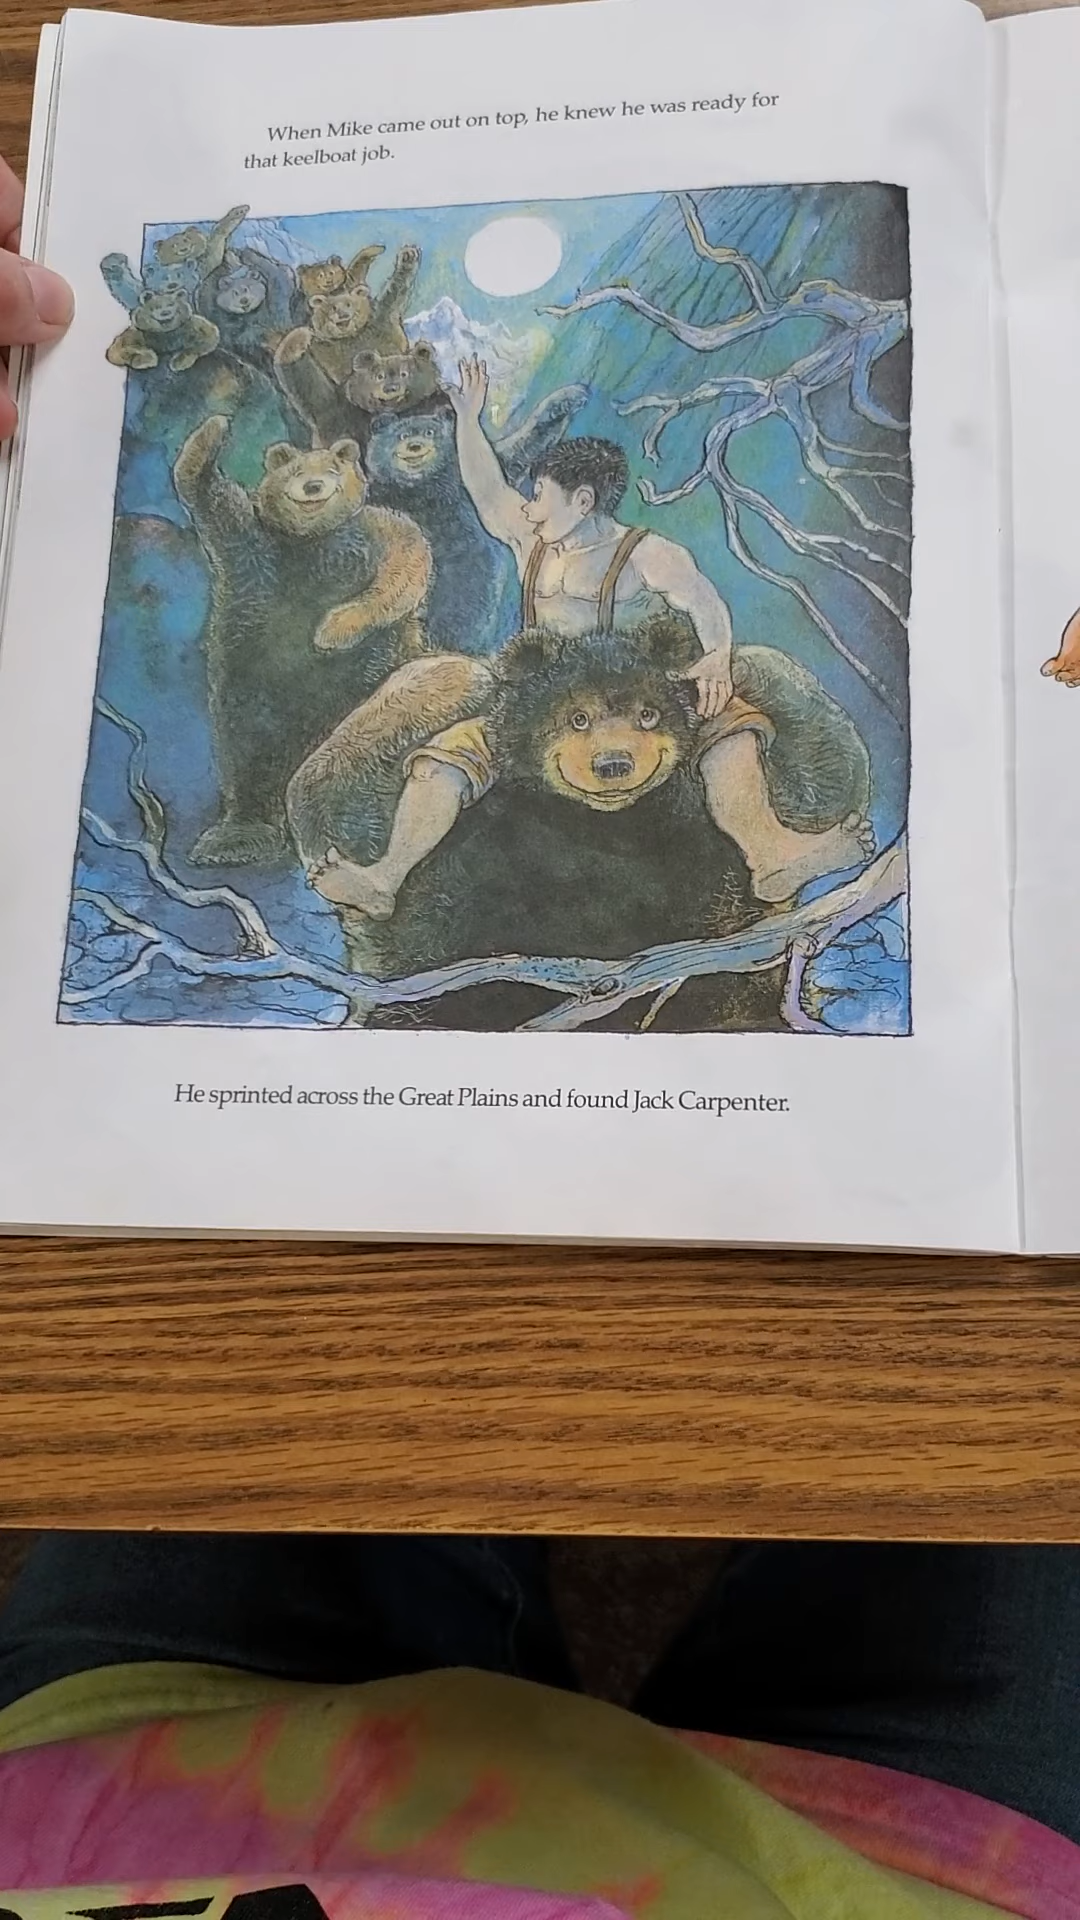 When Mike came out on top, he knew he was ready for
that keelboat job.
He sprinted across the Great Plains and found Jack Carpenter.